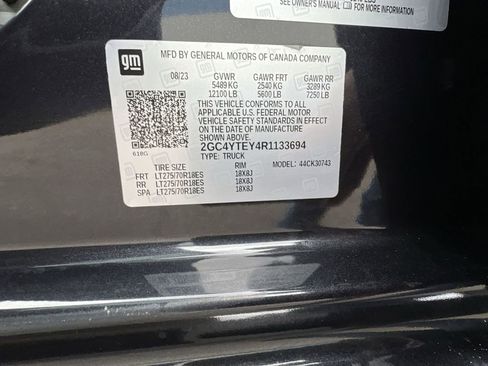 SEE OWNER'S MANUAL FOR MORE INFORMATION
gm
MFD BY GENERAL MOTORS OF CANADA COMPANY
08/23 GVWR GAWR FRT GAWR RR
5489 KG 2540 KG 3289 KG
12100 LB 5600 LB 7250 LB
THIS VEHICLE CONFORMS TO ALL
APPLICABLE U.S. FEDERAL MOTOR
VEHICLE SAFETY STANDARDS IN
EFFECT ON THE DATE OF
MANUFACTURE SHOWN ABOVE.
2GC4YTEY4R1133694
618G
TYPE: TRUCK MODEL: 44CK30743
TIRE SIZE RIM
FRT LT275/70R18ES 18X8J
RR LT275/70R18ES 18X8J
SPA LT275/70R18ES 18X8J